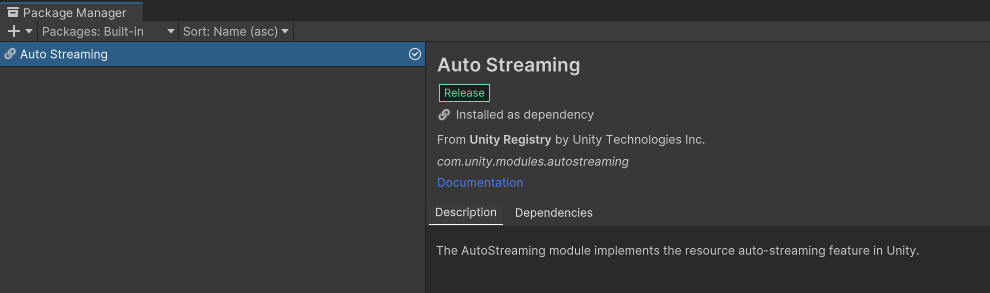 Package Manager
Packages: Built-in
Sort: Name (asc)
Auto Streaming
Auto Streaming
Release
Installed as dependency
From Unity Registry by Unity Technologies Inc.
com.unity.modules.autostreaming
Documentation
Description Dependencies
The AutoStreaming module implements the resource auto-streaming feature in Unity.